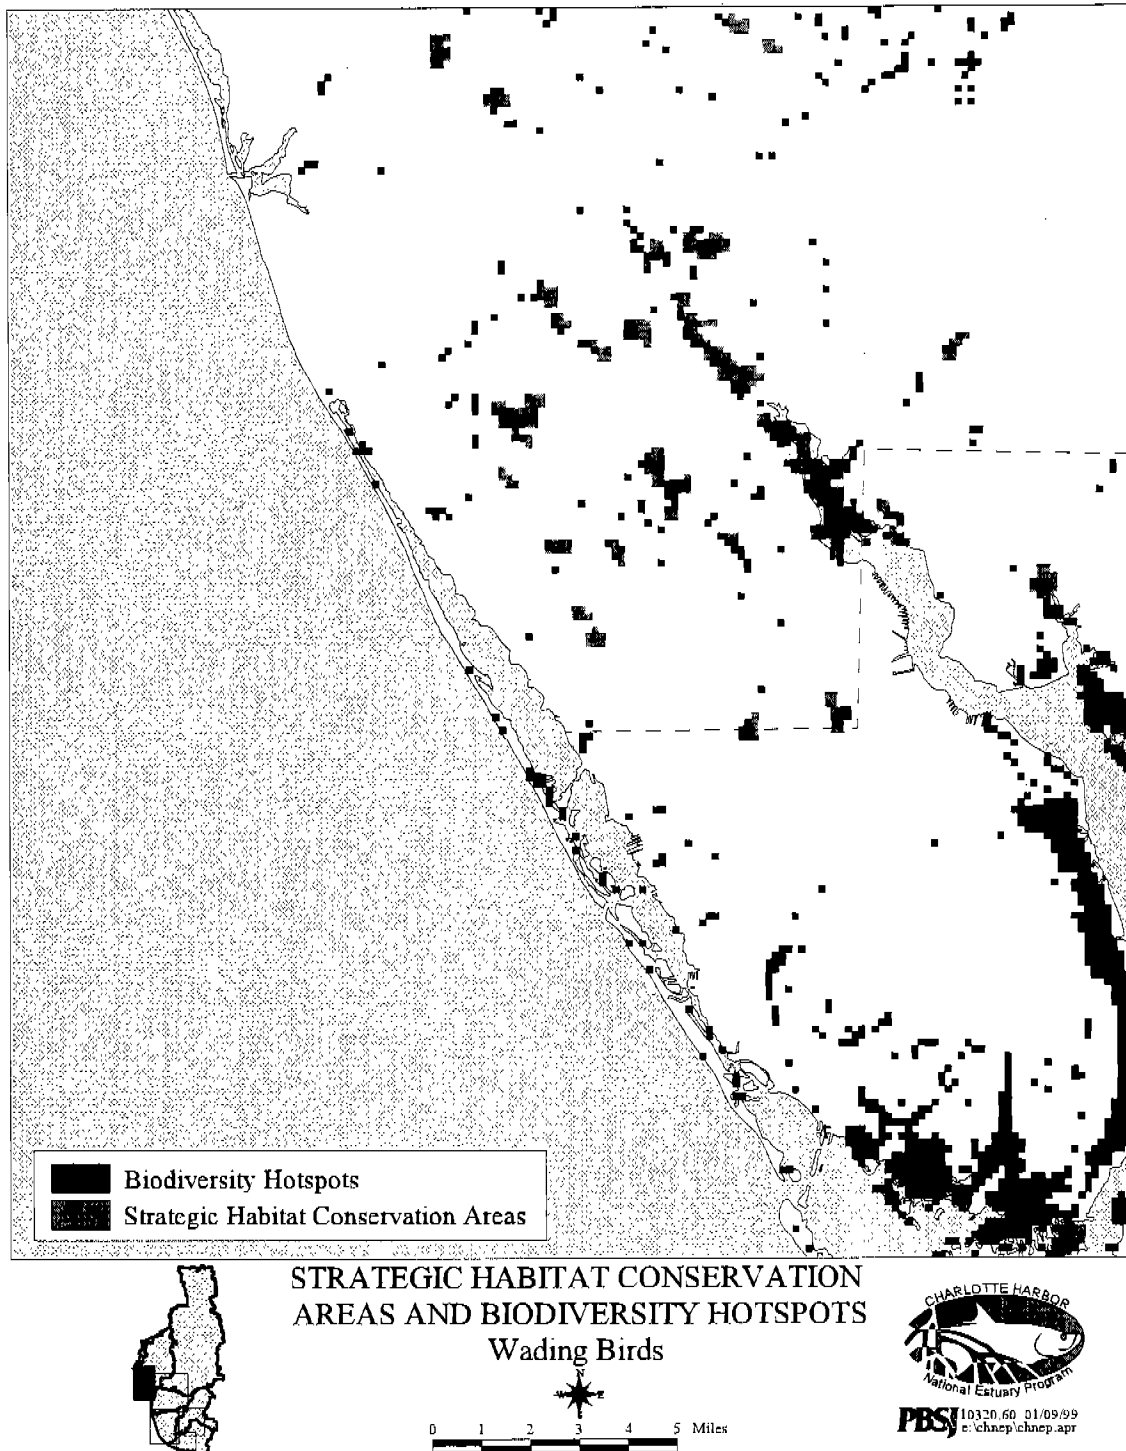 Biodiversity Hotspots
Strategic Habitat Conservation Areas
STRATEGIC HABITAT CONSERVATION
AREAS AND BIODIVERSITY HOTSPOTS
Wading Birds
N
W E
S
0 1 2 3 4 5 Miles
CHARLOTTE HARBOR
National Estuary Program
PBSJ 10320.60 01/09/99
e:\chnep\chnep.apr